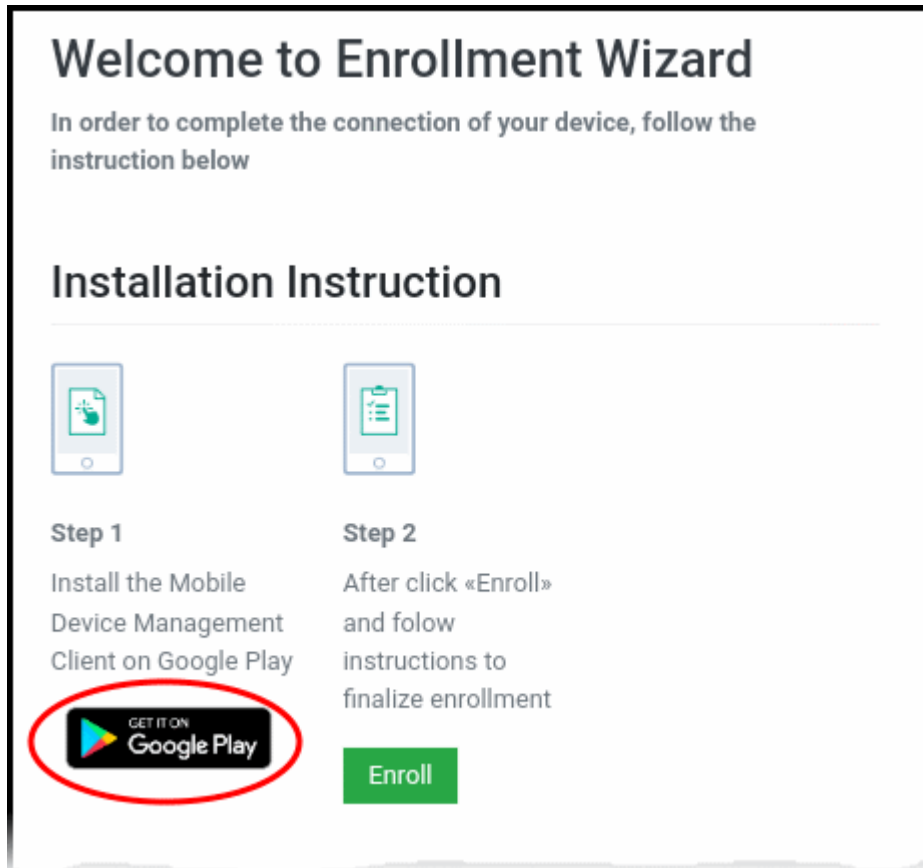 Welcome to Enrollment Wizard
In order to complete the connection of your device, follow the
instruction below
Installation Instruction
Step 1
Install the Mobile
Device Management
Client on Google Play
GET IT ON
Google Play
Step 2
After click «Enroll»
and folow
instructions to
finalize enrollment
Enroll